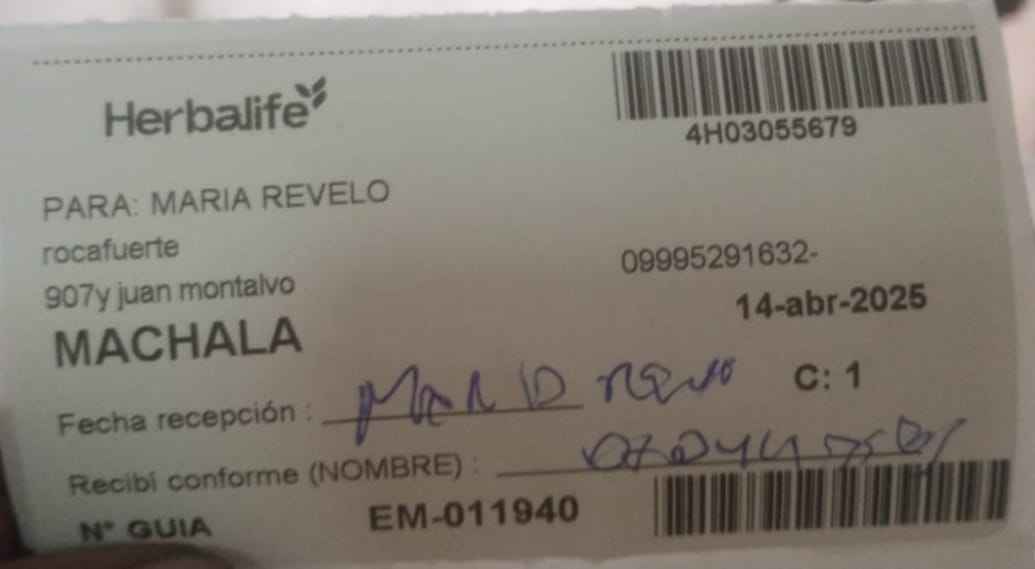 Herbalife
4H03055679
PARA: MARIA REVELO
rocafuerte
09995291632-
907y juan montalvo
14-abr-2025
MACHALA
C: 1
Fecha recepción :
Recibí conforme (NOMBRE) :
N° GUIA EM-011940